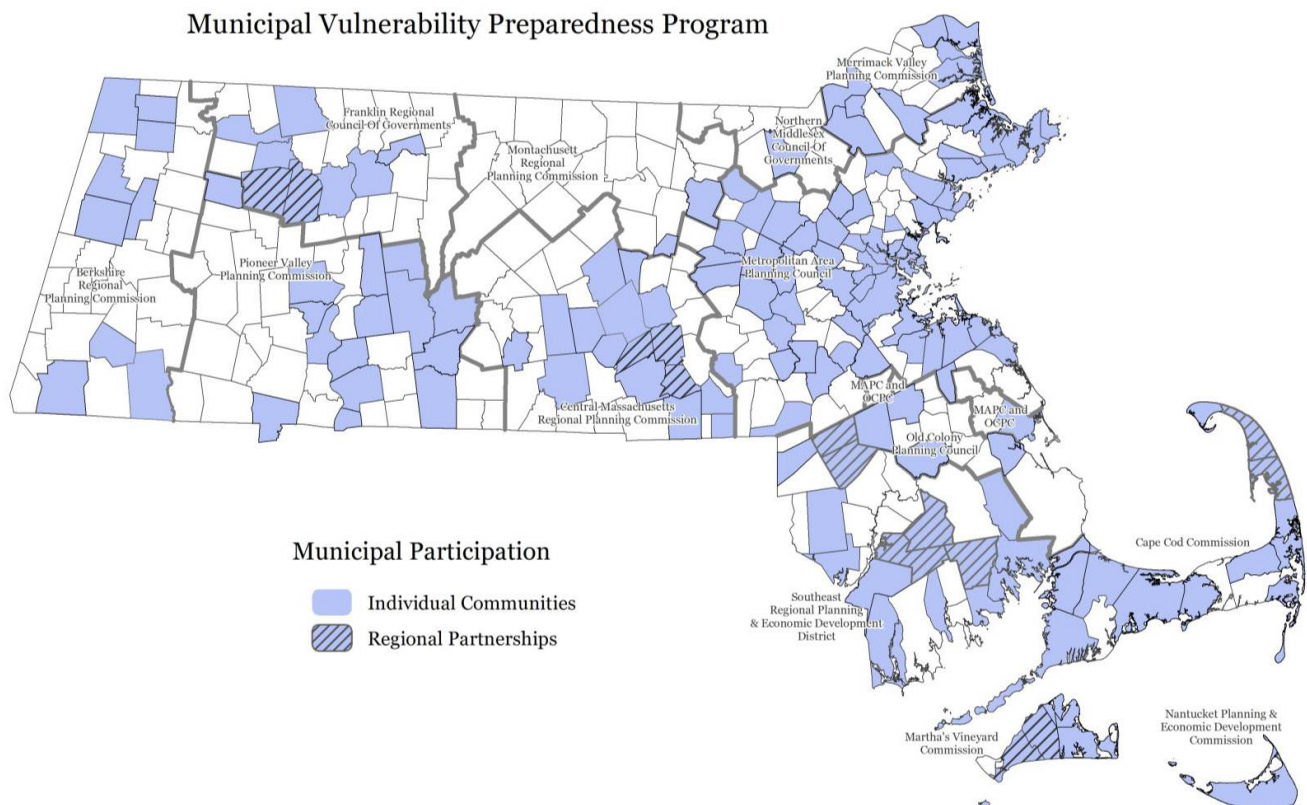 Municipal Vulnerability Preparedness Program
Merrimack Valley
Planning Commission
Franklin Regional
Council Of Governments
Northern
Middlesex
Council Of
Governments
Montachusett
Regional
Planning Commission
Metropolitan Area
Planning Council
Pioneer Valley
Planning Commission
Berkshire
Regional
Planning Commission
MAPC and
OCPC
Central Massachusetts
Regional Planning Commission
MAPC and
OCPC
Old Colony
Planning Council
Cape Cod Commission
Municipal Participation
Individual Communities
Regional Partnerships
Southeast
Regional Planning
& Economic Development
District
Martha's Vineyard
Commission
Nantucket Planning &
Economic Development
Commission